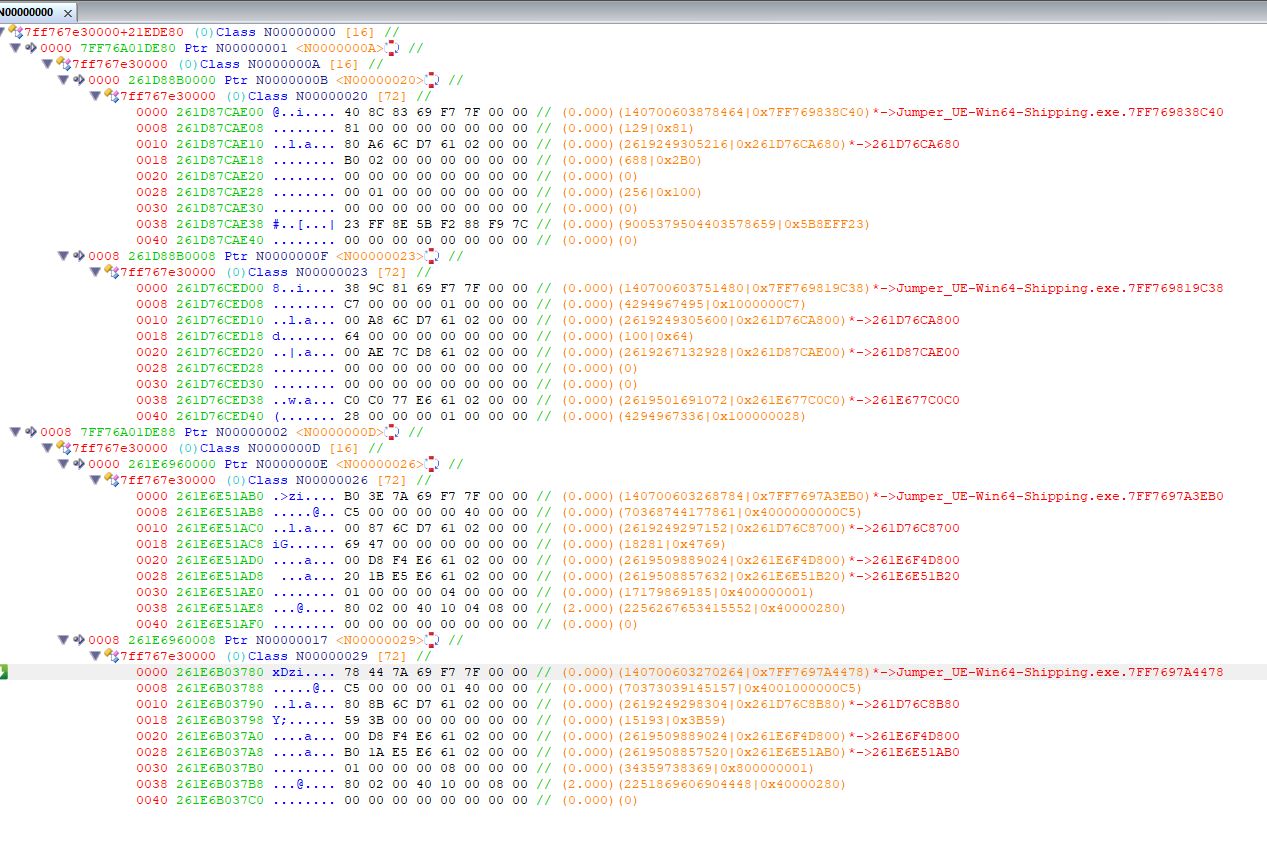 N00000000 x
7ff767e30000+21EDE80 (0)Class N00000000 [16] //
0000 7FF76A01DE80 Ptr N00000001 <N0000000A> //
7ff767e30000 (0)Class N0000000A [16] //
0000 261D88B0000 Ptr N0000000B <N00000020> //
7ff767e30000 (0)Class N00000020 [72] //
0000 261D87CAE00 @..i.... 40 8C 83 69 F7 7F 00 00 // (0.000)(140700603878464|0x7FF769838C40)*->Jumper_UE-Win64-Shipping.exe.7FF769838C40
0008 261D87CAE08 ........ 81 00 00 00 00 00 00 00 // (0.000)(129|0x81)
0010 261D87CAE10 ..l.a... 80 A6 6C D7 61 02 00 00 // (0.000)(2619249305216|0x261D76CA680)*->261D76CA680
0018 261D87CAE18 ........ B0 02 00 00 00 00 00 00 // (0.000)(688|0x2B0)
0020 261D87CAE20 ........ 00 00 00 00 00 00 00 00 // (0.000)(0)
0028 261D87CAE28 ........ 00 01 00 00 00 00 00 00 // (0.000)(256|0x100)
0030 261D87CAE30 ........ 00 00 00 00 00 00 00 00 // (0.000)(0)
0038 261D87CAE38 #..[...| 23 FF 8E 5B F2 88 F9 7C // (0.000)(9005379504403578659|0x5B8EFF23)
0040 261D87CAE40 ........ 00 00 00 00 00 00 00 00 // (0.000)(0)
0008 261D88B0008 Ptr N0000000F <N00000023> //
7ff767e30000 (0)Class N00000023 [72] //
0000 261D76CED00 8..i.... 38 9C 81 69 F7 7F 00 00 // (0.000)(140700603751480|0x7FF769819C38)*->Jumper_UE-Win64-Shipping.exe.7FF769819C38
0008 261D76CED08 ........ C7 00 00 00 01 00 00 00 // (0.000)(4294967495|0x1000000C7)
0010 261D76CED10 ..l.a... 00 A8 6C D7 61 02 00 00 // (0.000)(2619249305600|0x261D76CA800)*->261D76CA800
0018 261D76CED18 d....... 64 00 00 00 00 00 00 00 // (0.000)(100|0x64)
0020 261D76CED20 ..|.a... 00 AE 7C D8 61 02 00 00 // (0.000)(2619267132928|0x261D87CAE00)*->261D87CAE00
0028 261D76CED28 ........ 00 00 00 00 00 00 00 00 // (0.000)(0)
0030 261D76CED30 ........ 00 00 00 00 00 00 00 00 // (0.000)(0)
0038 261D76CED38 ..w.a... C0 C0 77 E6 61 02 00 00 // (0.000)(2619501691072|0x261E677C0C0)*->261E677C0C0
0040 261D76CED40 (....... 28 00 00 00 01 00 00 00 // (0.000)(4294967336|0x100000028)
0008 7FF76A01DE88 Ptr N00000002 <N0000000D> //
7ff767e30000 (0)Class N0000000D [16] //
0000 261E6960000 Ptr N0000000E <N00000026> //
7ff767e30000 (0)Class N00000026 [72] //
0000 261E6E51AB0 .>zi.... B0 3E 7A 69 F7 7F 00 00 // (0.000)(140700603268784|0x7FF7697A3EB0)*->Jumper_UE-Win64-Shipping.exe.7FF7697A3EB0
0008 261E6E51AB8 .....@.. C5 00 00 00 00 40 00 00 // (0.000)(70368744177861|0x4000000000C5)
0010 261E6E51AC0 ..l.a... 00 87 6C D7 61 02 00 00 // (0.000)(2619249297152|0x261D76C8700)*->261D76C8700
0018 261E6E51AC8 iG...... 69 47 00 00 00 00 00 00 // (0.000)(18281|0x4769)
0020 261E6E51AD0 ....a... 00 D8 F4 E6 61 02 00 00 // (0.000)(2619509889024|0x261E6F4D800)*->261E6F4D800
0028 261E6E51AD8  ...a... 20 1B E5 E6 61 02 00 00 // (0.000)(2619508857632|0x261E6E51B20)*->261E6E51B20
0030 261E6E51AE0 ........ 01 00 00 00 04 00 00 00 // (0.000)(17179869185|0x400000001)
0038 261E6E51AE8 ...@.... 80 02 00 40 10 04 08 00 // (2.000)(2256267653415552|0x40000280)
0040 261E6E51AF0 ........ 00 00 00 00 00 00 00 00 // (0.000)(0)
0008 261E6960008 Ptr N00000017 <N00000029> //
7ff767e30000 (0)Class N00000029 [72] //
0000 261E6B03780 xDzi.... 78 44 7A 69 F7 7F 00 00 // (0.000)(140700603270264|0x7FF7697A4478)*->Jumper_UE-Win64-Shipping.exe.7FF7697A4478
0008 261E6B03788 .....@.. C5 00 00 00 01 40 00 00 // (0.000)(70373039145157|0x4001000000C5)
0010 261E6B03790 ..l.a... 80 8B 6C D7 61 02 00 00 // (0.000)(2619249298304|0x261D76C8B80)*->261D76C8B80
0018 261E6B03798 Y;...... 59 3B 00 00 00 00 00 00 // (0.000)(15193|0x3B59)
0020 261E6B037A0 ....a... 00 D8 F4 E6 61 02 00 00 // (0.000)(2619509889024|0x261E6F4D800)*->261E6F4D800
0028 261E6B037A8 ....a... B0 1A E5 E6 61 02 00 00 // (0.000)(2619508857520|0x261E6E51AB0)*->261E6E51AB0
0030 261E6B037B0 ........ 01 00 00 00 08 00 00 00 // (0.000)(34359738369|0x800000001)
0038 261E6B037B8 ...@.... 80 02 00 40 10 00 08 00 // (2.000)(2251869606904448|0x40000280)
0040 261E6B037C0 ........ 00 00 00 00 00 00 00 00 // (0.000)(0)